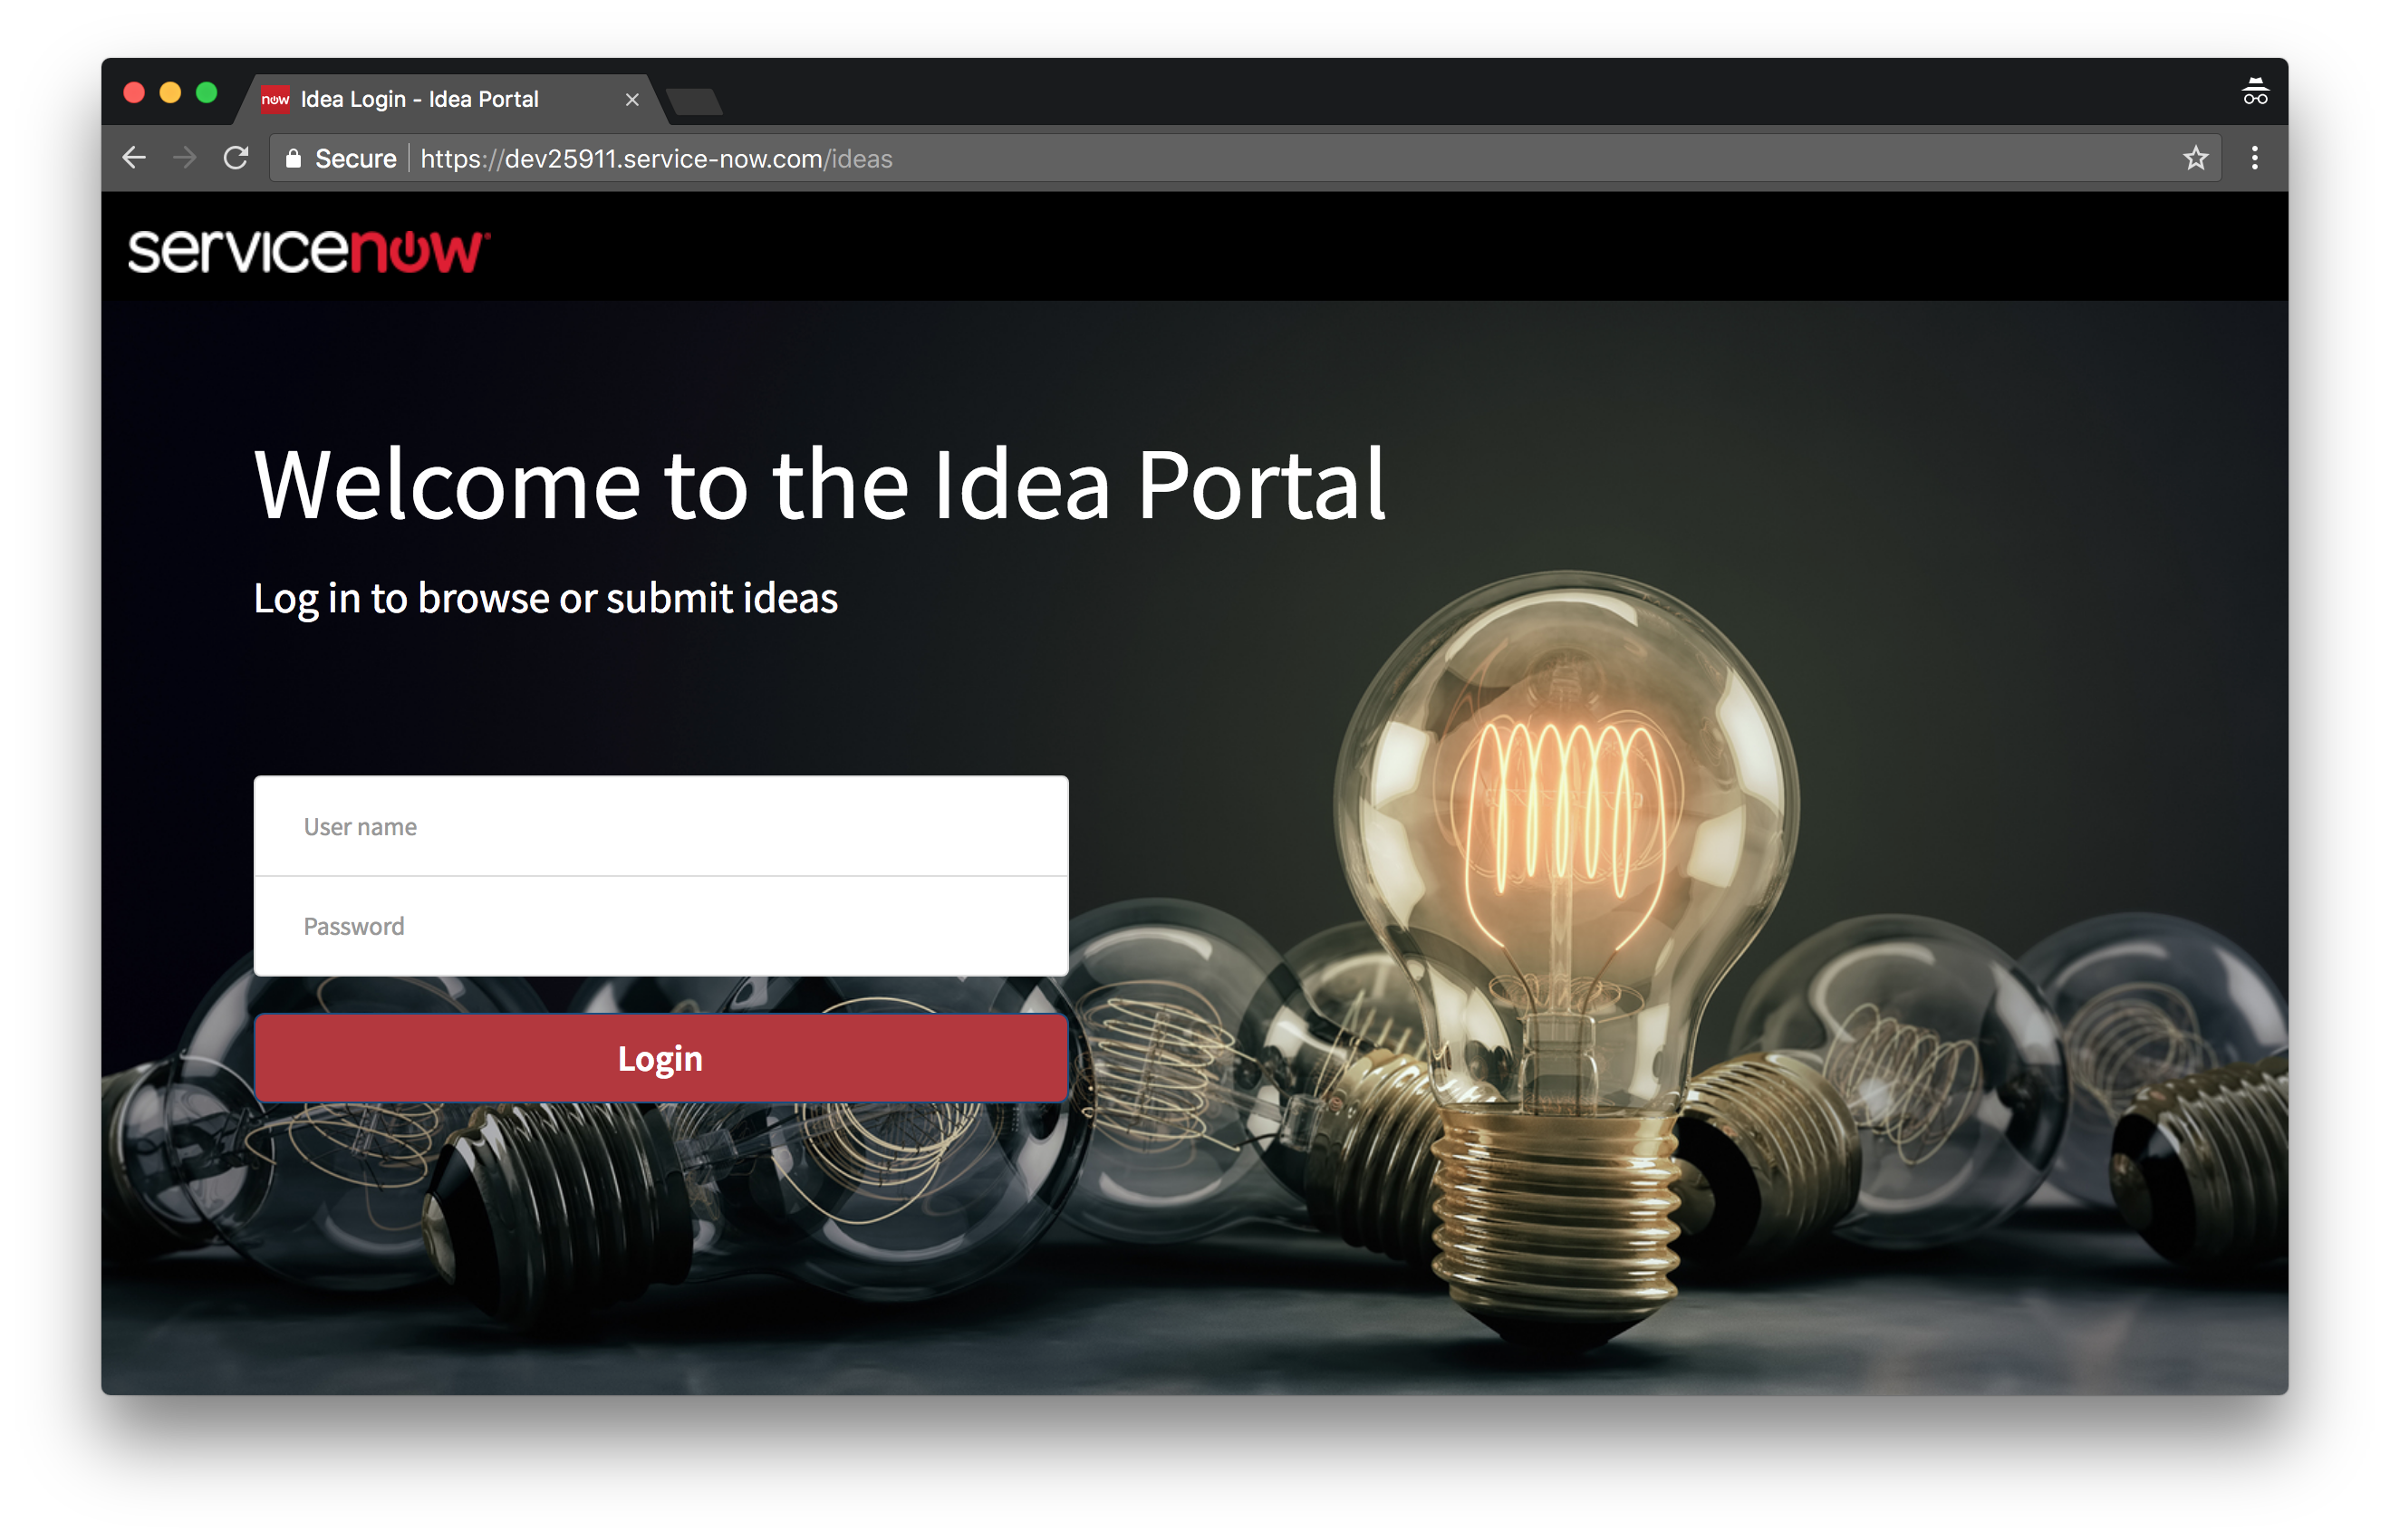 now Idea Login - Idea Portal
Secure https://dev25911.service-now.com/ideas
servicenow
Welcome to the Idea Portal
Log in to browse or submit ideas
User name
Password
Login